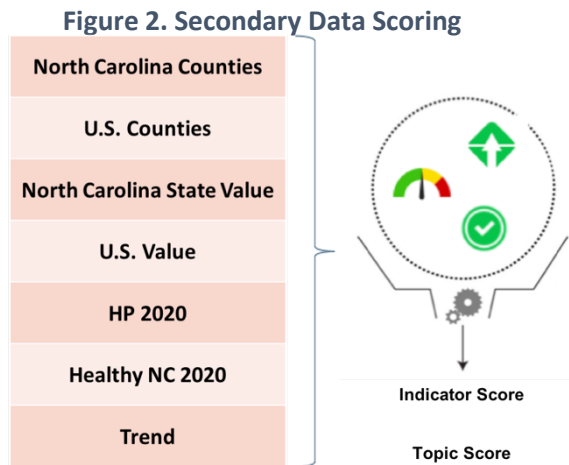 Figure 2. Secondary Data Scoring
North Carolina Counties
U.S. Counties
North Carolina State Value
U.S. Value
HP 2020
Healthy NC 2020
Trend
Indicator Score
Topic Score